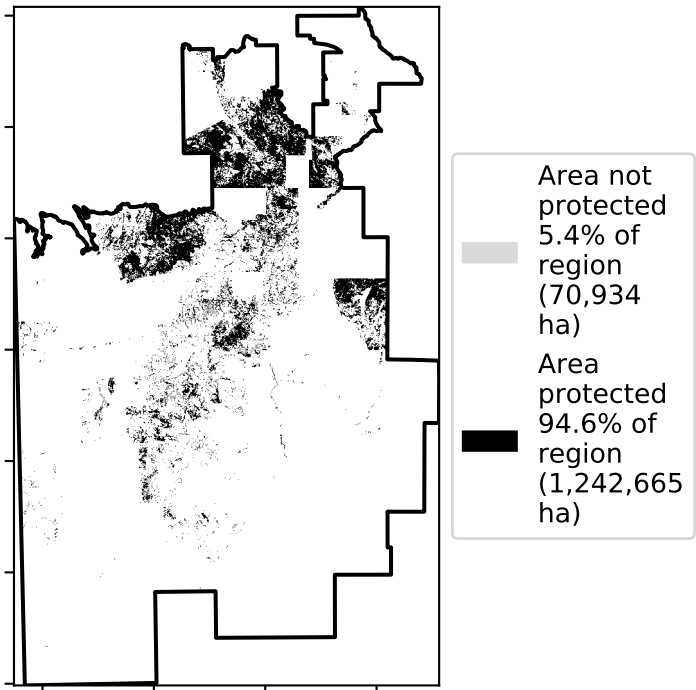 Area not
protected
5.4% of
region
(70,934
ha)
Area
protected
94.6% of
region
(1,242,665
ha)